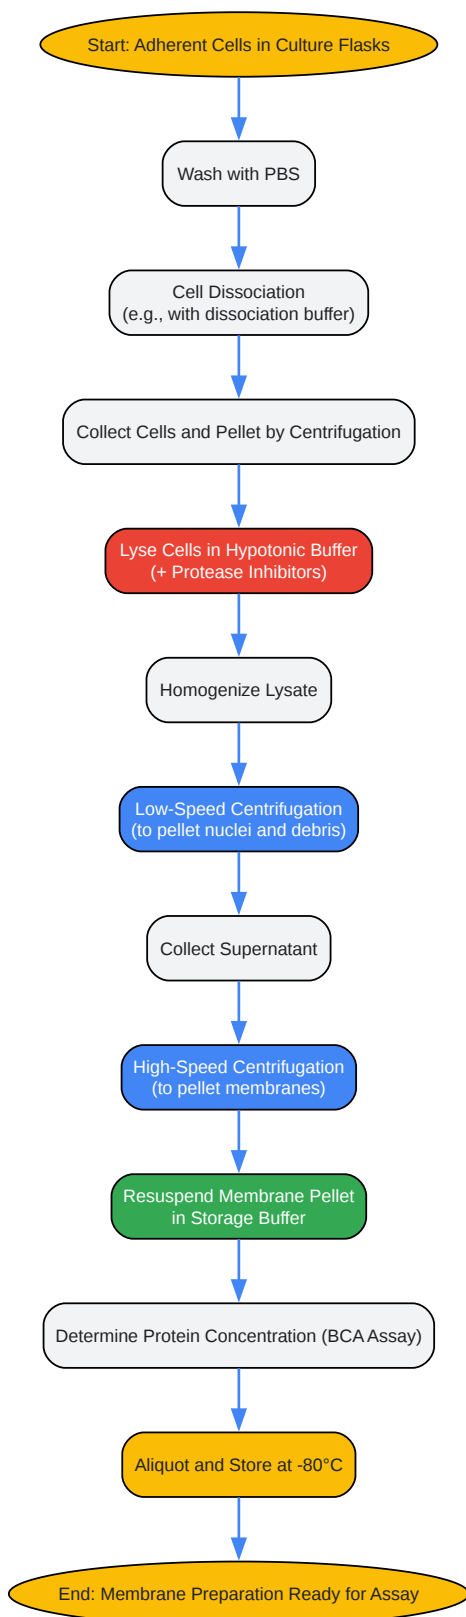 Start: Adherent Cells in Culture Flasks
Wash with PBS
Cell Dissociation
(e.g., with dissociation buffer)
Collect Cells and Pellet by Centrifugation
Lyse Cells in Hypotonic Buffer
(+ Protease Inhibitors)
Homogenize Lysate
Low-Speed Centrifugation
(to pellet nuclei and debris)
Collect Supernatant
High-Speed Centrifugation
(to pellet membranes)
Resuspend Membrane Pellet
in Storage Buffer
Determine Protein Concentration (BCA Assay)
Aliquot and Store at -80°C
End: Membrane Preparation Ready for Assay